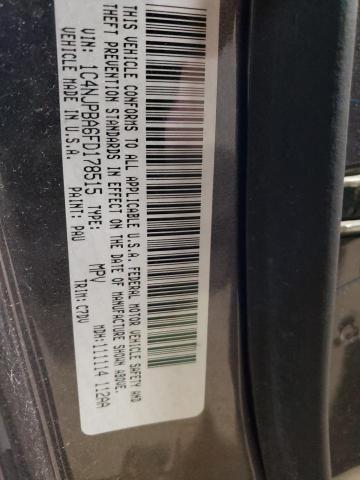 THIS VEHICLE CONFORMS TO ALL APPLICABLE U.S.A. FEDERAL MOTOR VEHICLE SAFETY AND
THEFT PREVENTION STANDARDS IN EFFECT ON THE DATE OF MANUFACTURE SHOWN ABOVE.
VIN: 1C4NJPBA6FD178515 TYPE: MPV MDH:111114 112AA
VEHICLE MADE IN U.S.A. PAINT: PAU TRIM: C7DV